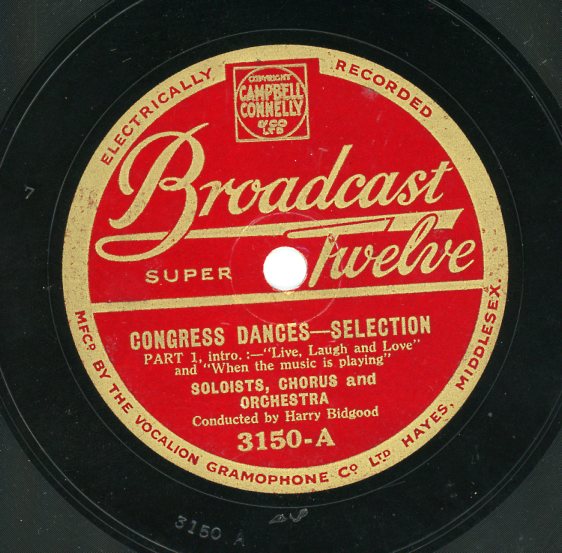 ELECTRICALLY RECORDED
COPYRIGHT
CAMPBELL
CONNELLY
& CO
LTD
Broadcast
SUPER Twelve
CONGRESS DANCES—SELECTION
PART 1, intro. :—"Live, Laugh and Love"
and "When the music is playing"
SOLOISTS, CHORUS and
ORCHESTRA
Conducted by Harry Bidgood
3150-A
MFCD BY THE VOCALION GRAMOPHONE CO LTD HAYES, MIDDLESEX.
3150 A
7